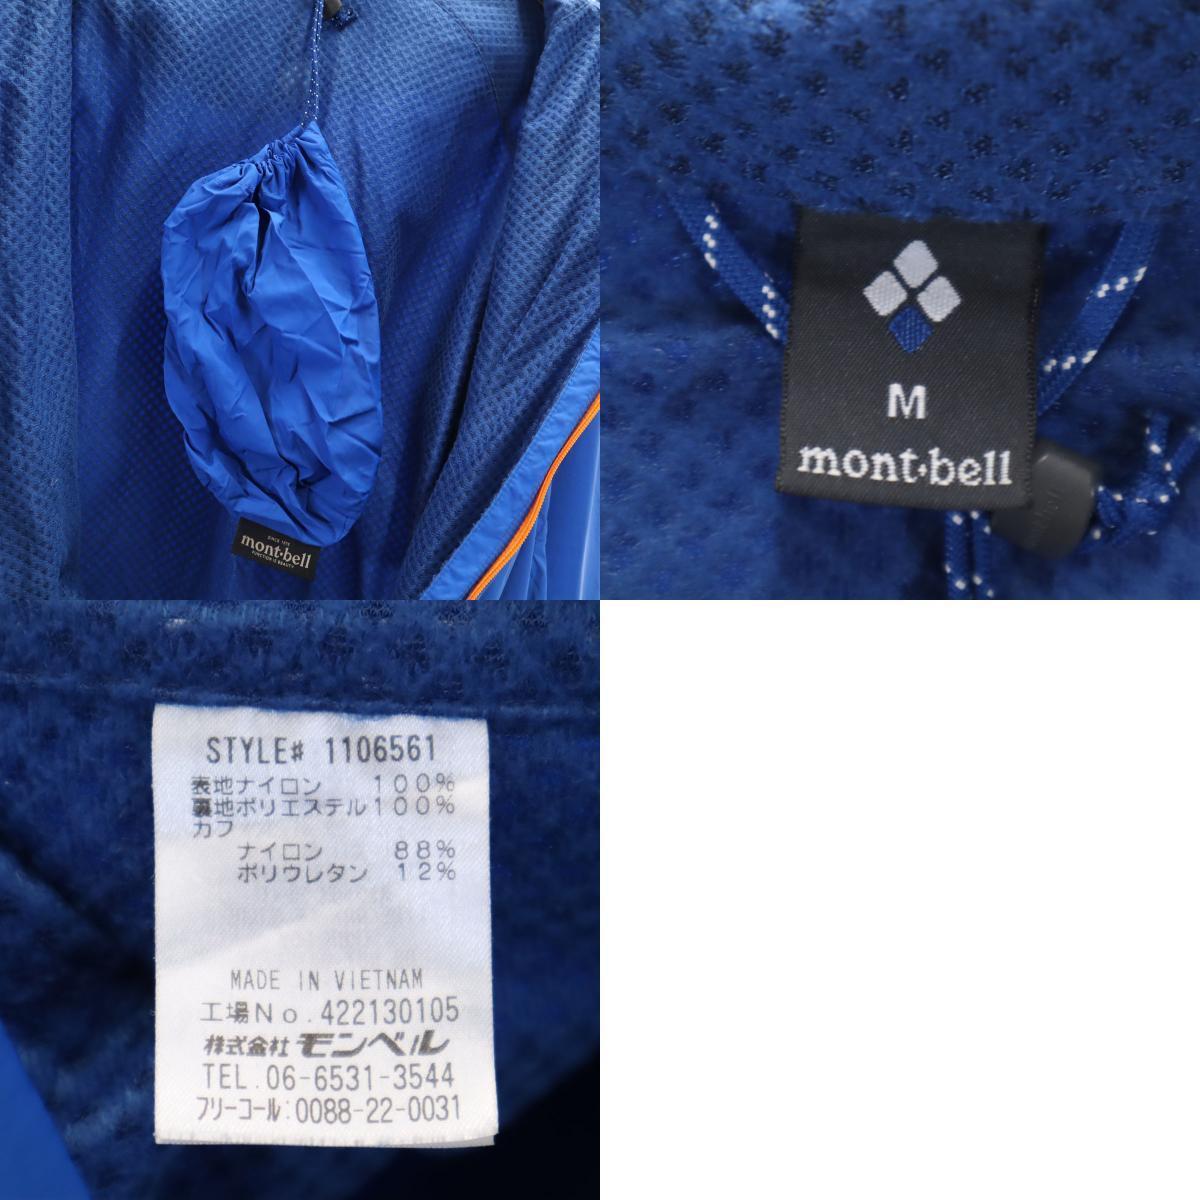 SINCE 1975
mont·bell
FUNCTION IS BEAUTY
M
mont·bell
STYLE# 1106561
表地ナイロン 100%
裏地ポリエステル100%
カフ
ナイロン 88%
ポリウレタン 12%
MADE IN VIETNAM
工場No.422130105
株式会社モンベル
TEL.06-6531-3544
フリーコール:0088-22-0031